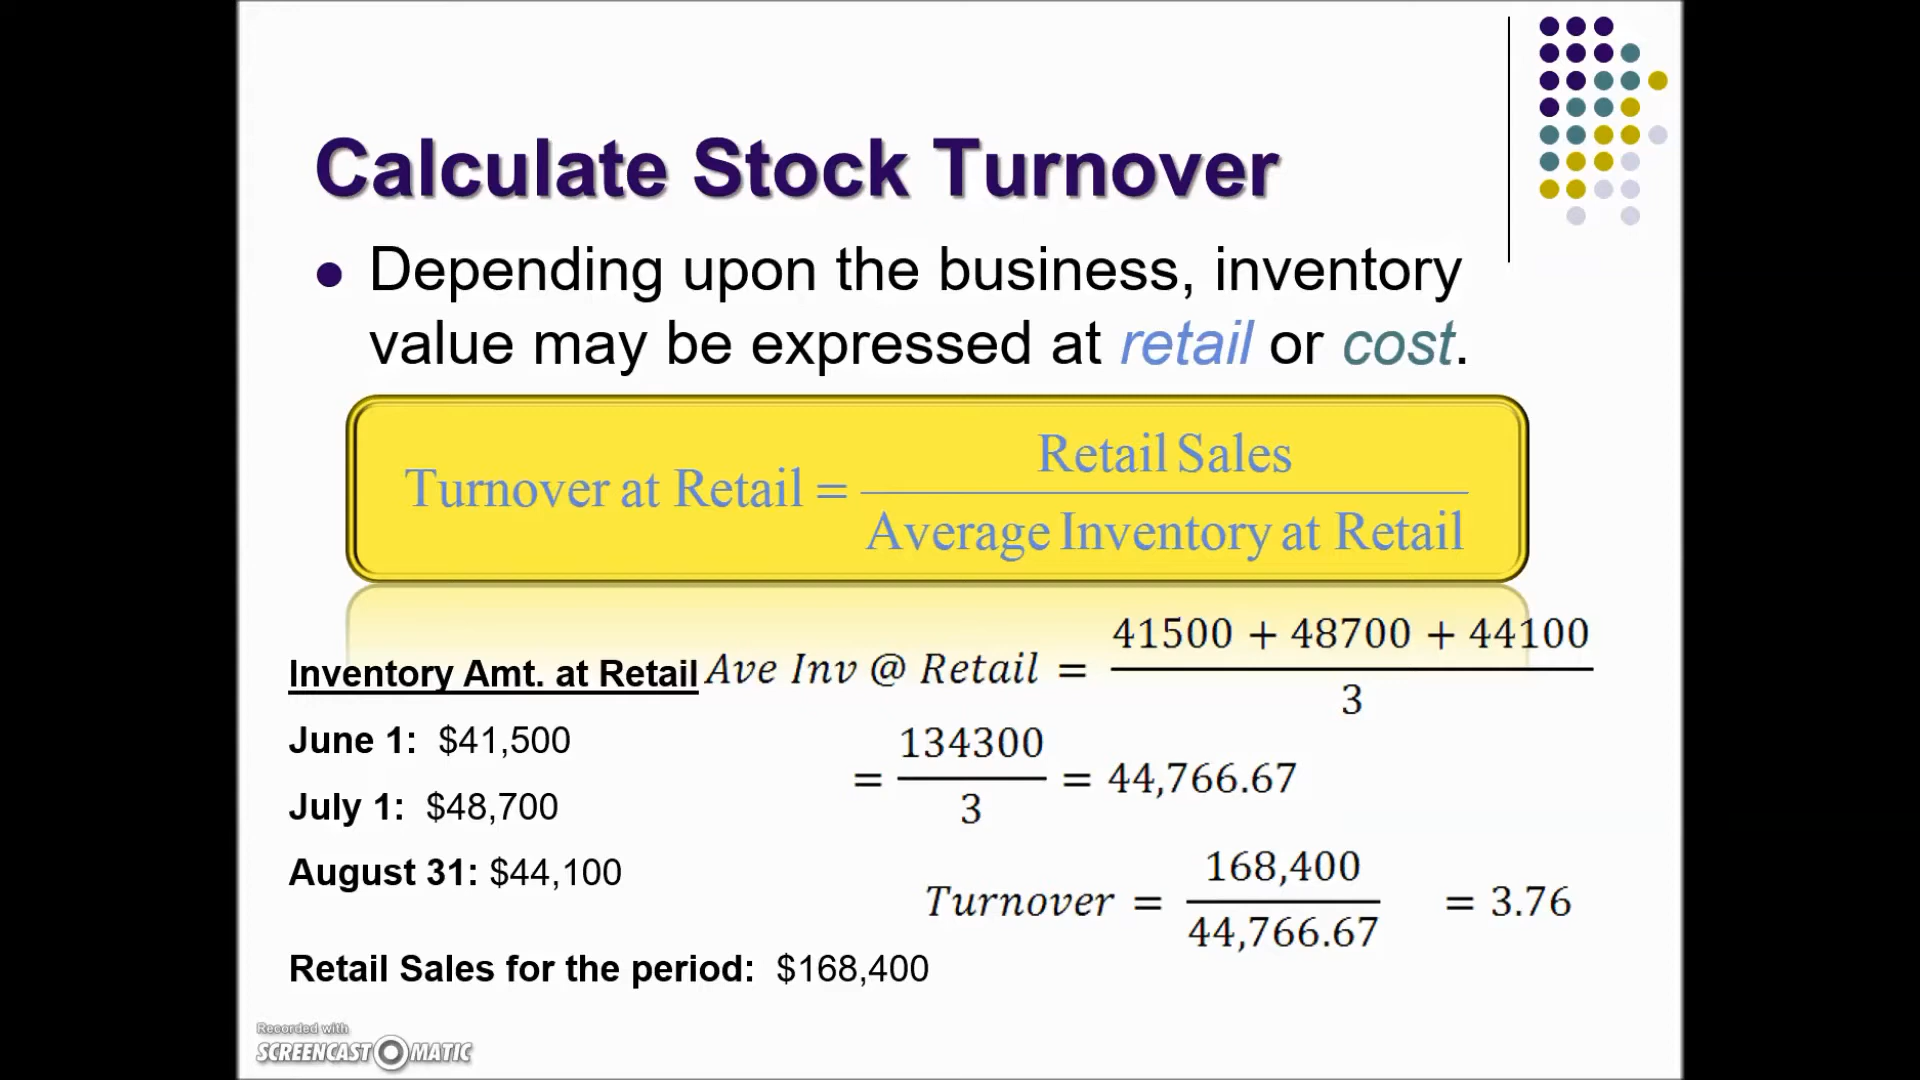 Calculate Stock Turnover
● Depending upon the business, inventory
value may be expressed at retail or cost.
Turnover at Retail = Retail Sales
Average Inventory at Retail
Inventory Amt. at Retail
June 1: $41,500
July 1: $48,700
August 31: $44,100
Retail Sales for the period: $168,400
Ave Inv @ Retail = 41500 + 48700 + 44100
3
= 134300
3
= 44,766.67
Turnover = 168,400
44,766.67
= 3.76
Recorded with
SCREENCAST-O-MATIC